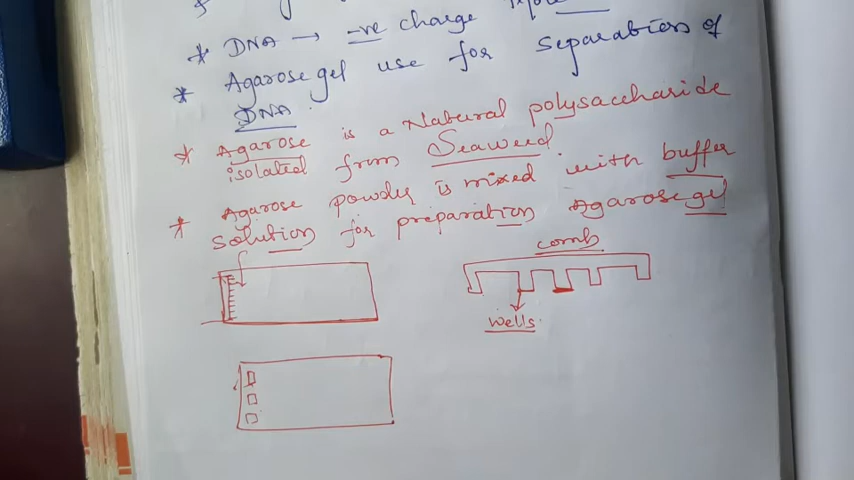 * DNA → -ve charge
* Agarose gel use for separation of
DNA.
* Agarose is a Natural polysaccharide
isolated from Seaweed.
* Agarose powder is mixed with buffer
solution for preparation Agarose gel
comb
wells